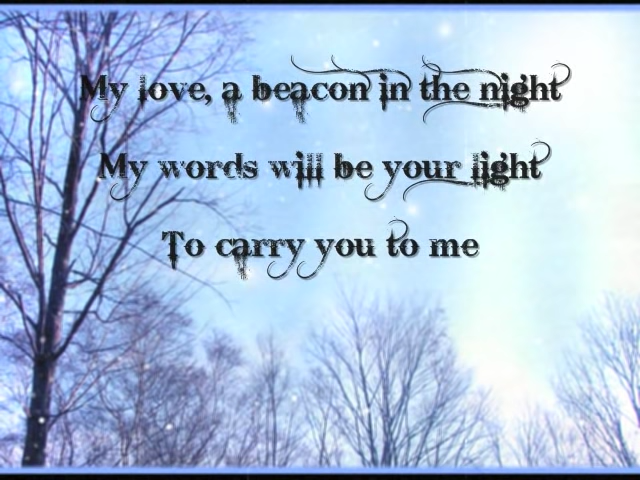 My love, a beacon in the night
My words will be your light
To carry you to me